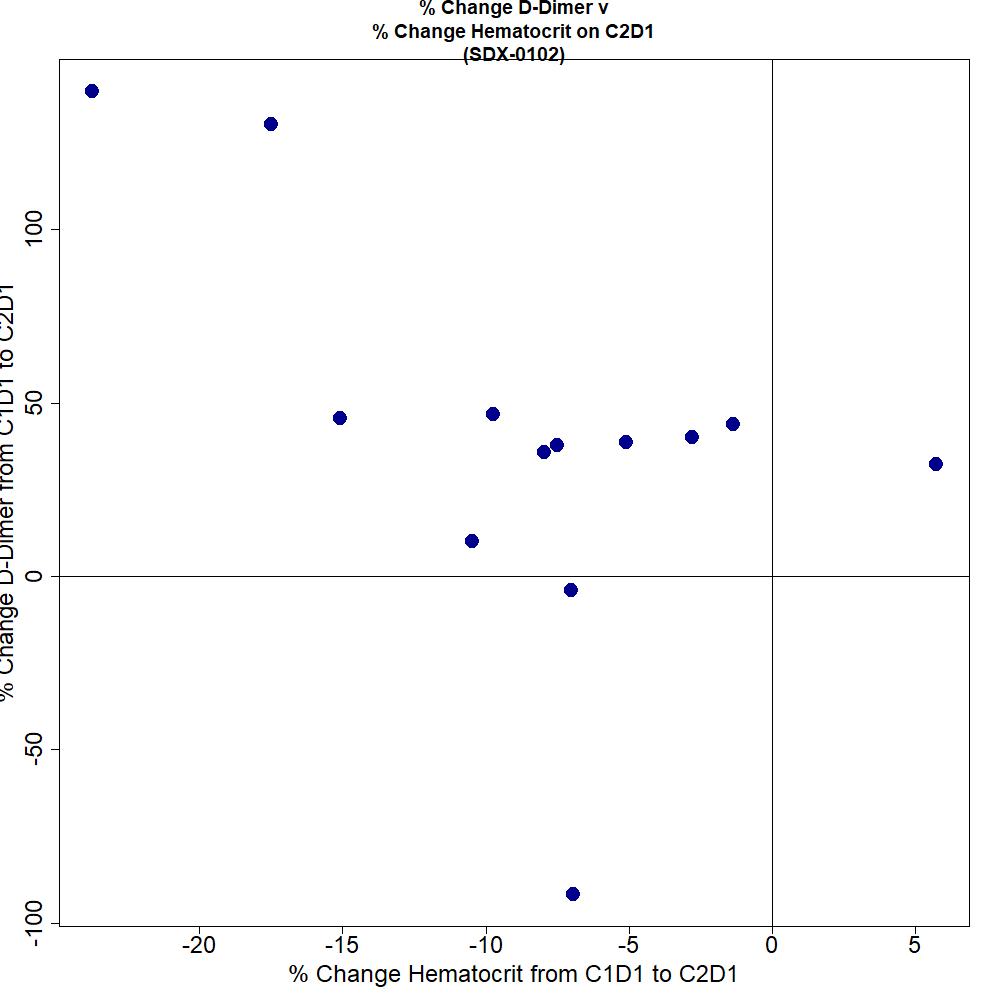 % Change D-Dimer v
% Change Hematocrit on C2D1
(SDX-0102)
% Change D-Dimer from C1D1 to C2D1
100
50
0
-50
-100
-20 -15 -10 -5 0 5
% Change Hematocrit from C1D1 to C2D1